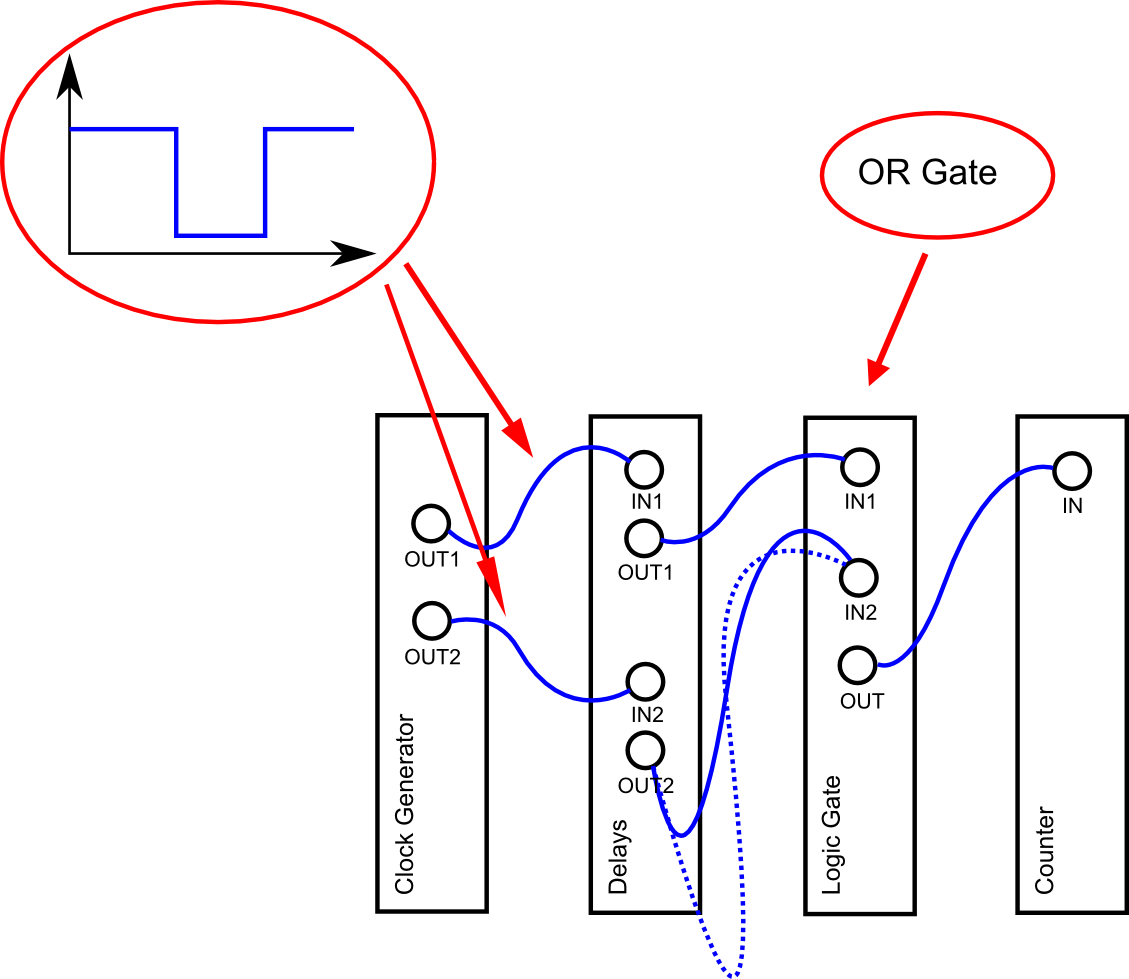 OR Gate
OUT1
OUT2
Clock Generator
IN1
OUT1
IN2
OUT2
Delays
IN1
IN2
OUT
Logic Gate
IN
Counter